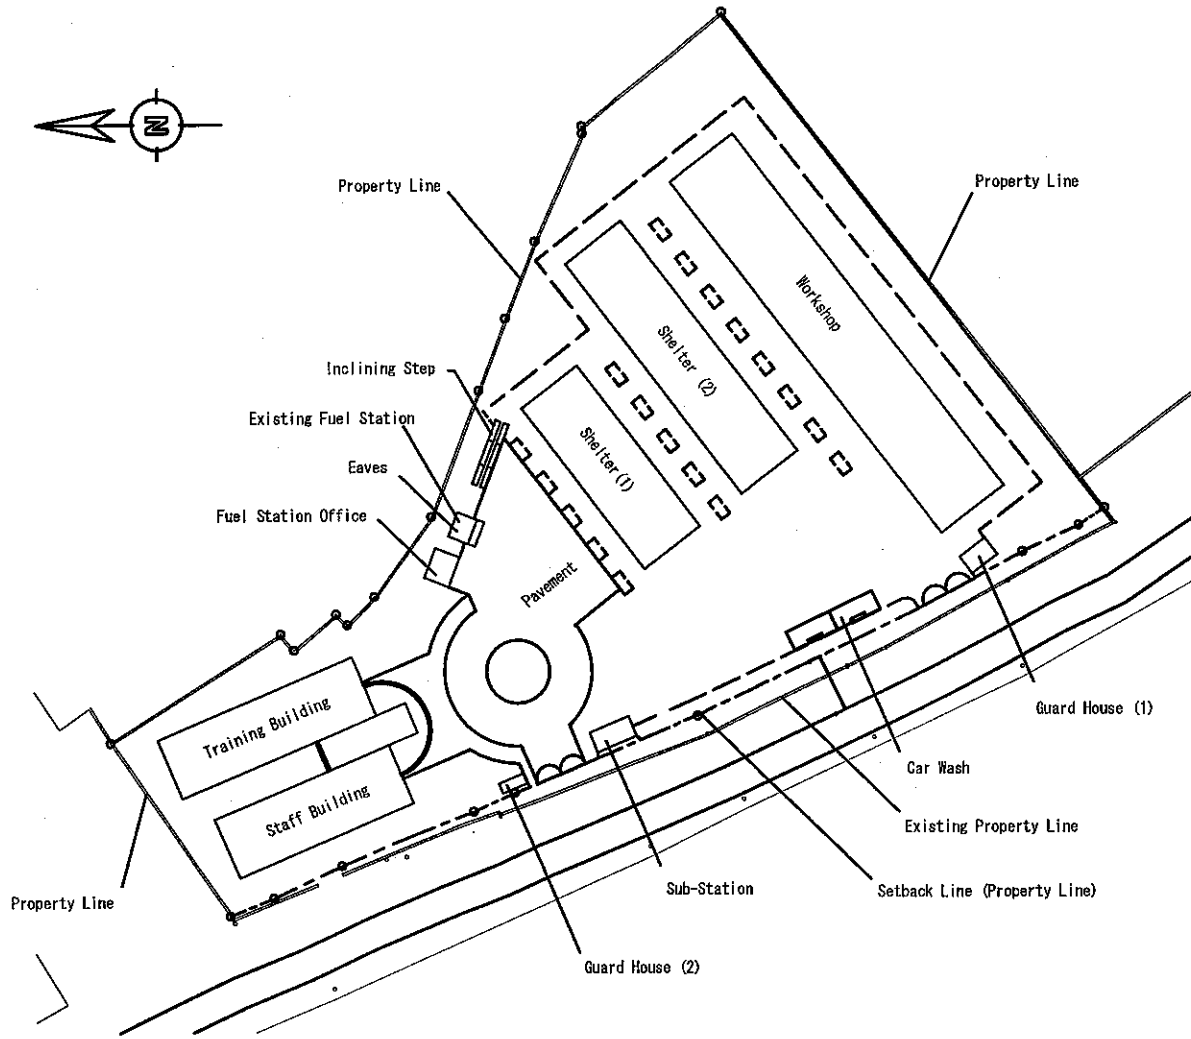 N
Property Line
Property Line
Workshop
Shelter (2)
Inclining Step
Existing Fuel Station
Shelter(1)
Eaves
Fuel Station Office
Pavement
Training Building
Guard House (1)
Car Wash
Staff Building
Existing Property Line
Sub-Station
Setback Line (Property Line)
Property Line
Guard House (2)